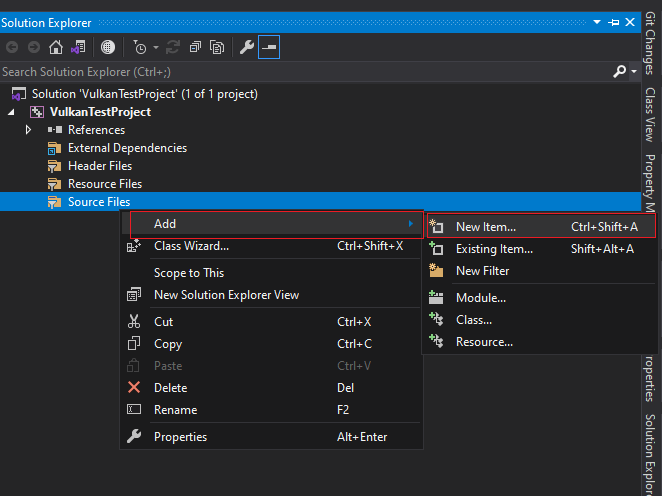 Solution Explorer
Search Solution Explorer (Ctrl+;)
Solution 'VulkanTestProject' (1 of 1 project)
VulkanTestProject
References
External Dependencies
Header Files
Resource Files
Source Files
Add
Class Wizard... Ctrl+Shift+X
Scope to This
New Solution Explorer View
Cut Ctrl+X
Copy Ctrl+C
Paste Ctrl+V
Delete Del
Rename F2
Properties Alt+Enter
New Item... Ctrl+Shift+A
Existing Item... Shift+Alt+A
New Filter
Module...
Class...
Resource...
Git Changes
Class View
Property M
operties
Solution Explor